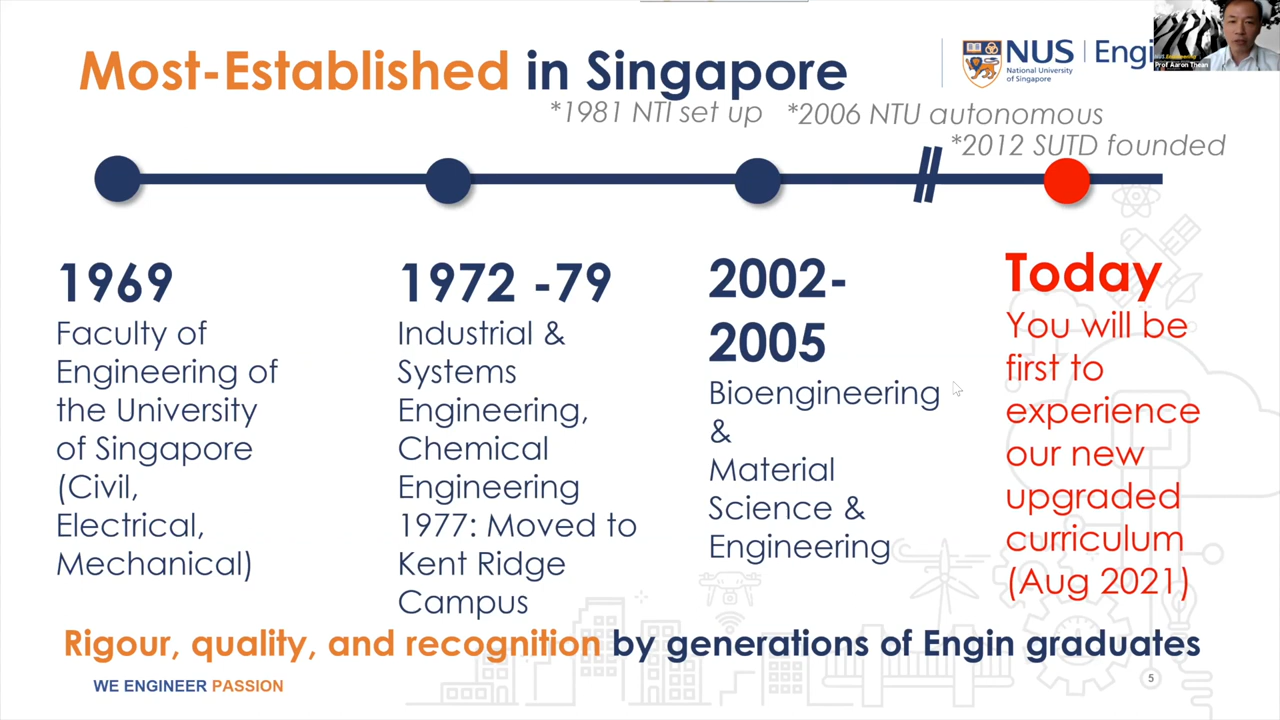 Most-Established in Singapore
NUS
National University
of Singapore
Prof Aaron Thean
*1981 NTI set up
*2006 NTU autonomous
*2012 SUTD founded
1969
Faculty of
Engineering of
the University
of Singapore
(Civil,
Electrical,
Mechanical)
1972 -79
Industrial &
Systems
Engineering,
Chemical
Engineering
1977: Moved to
Kent Ridge
Campus
2002-
2005
Bioengineering
&
Material
Science &
Engineering
Today
You will be
first to
experience
our new
upgraded
curriculum
(Aug 2021)
Rigour, quality, and recognition by generations of Engin graduates
WE ENGINEER PASSION
5